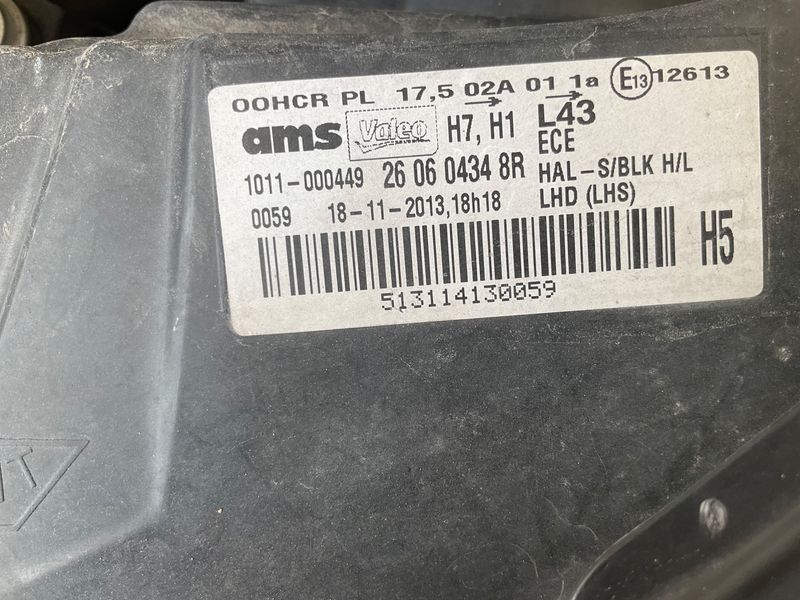 00HCR PL 17,5 02A 01 1a E13 12613
ams Valeo H7, H1 L43
ECE
1011-000449 26 06 0434 8R HAL-S/BLK H/L
0059 18-11-2013,18h18 LHD (LHS)
H5
513114130059